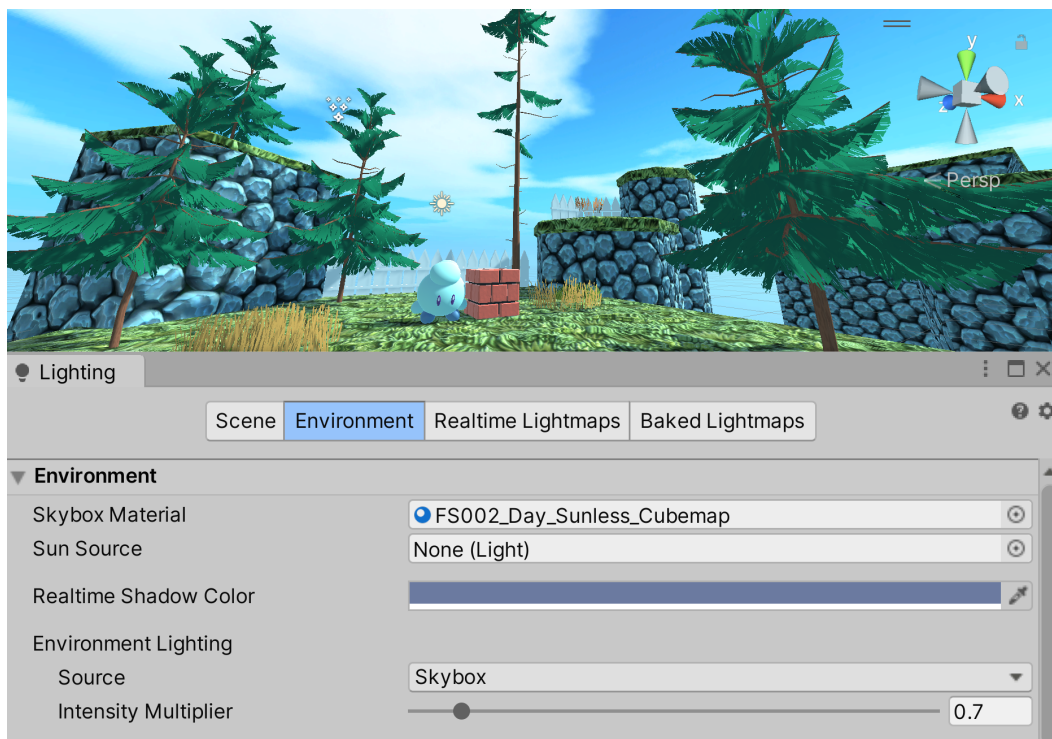 y
x
z
< Persp
Lighting
Scene Environment Realtime Lightmaps Baked Lightmaps
Environment
Skybox Material FS002_Day_Sunless_Cubemap
Sun Source None (Light)
Realtime Shadow Color
Environment Lighting
Source Skybox
Intensity Multiplier 0.7